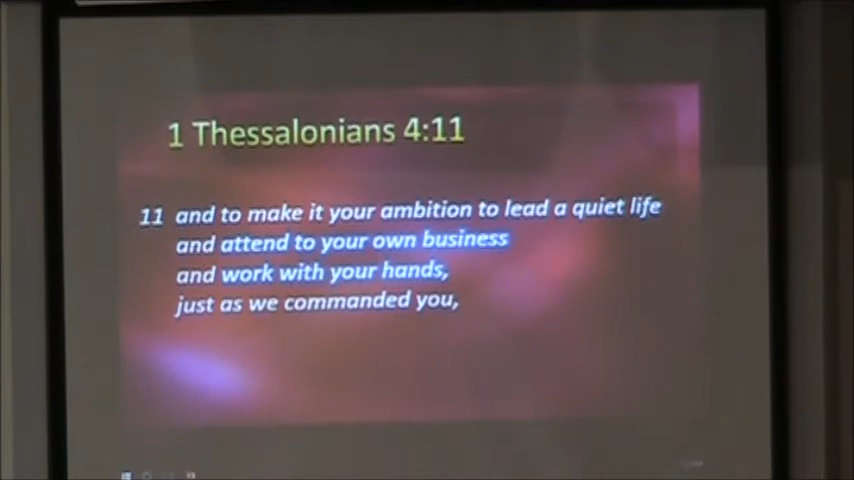 1 Thessalonians 4:11
11 and to make it your ambition to lead a quiet life
and attend to your own business
and work with your hands,
just as we commanded you,